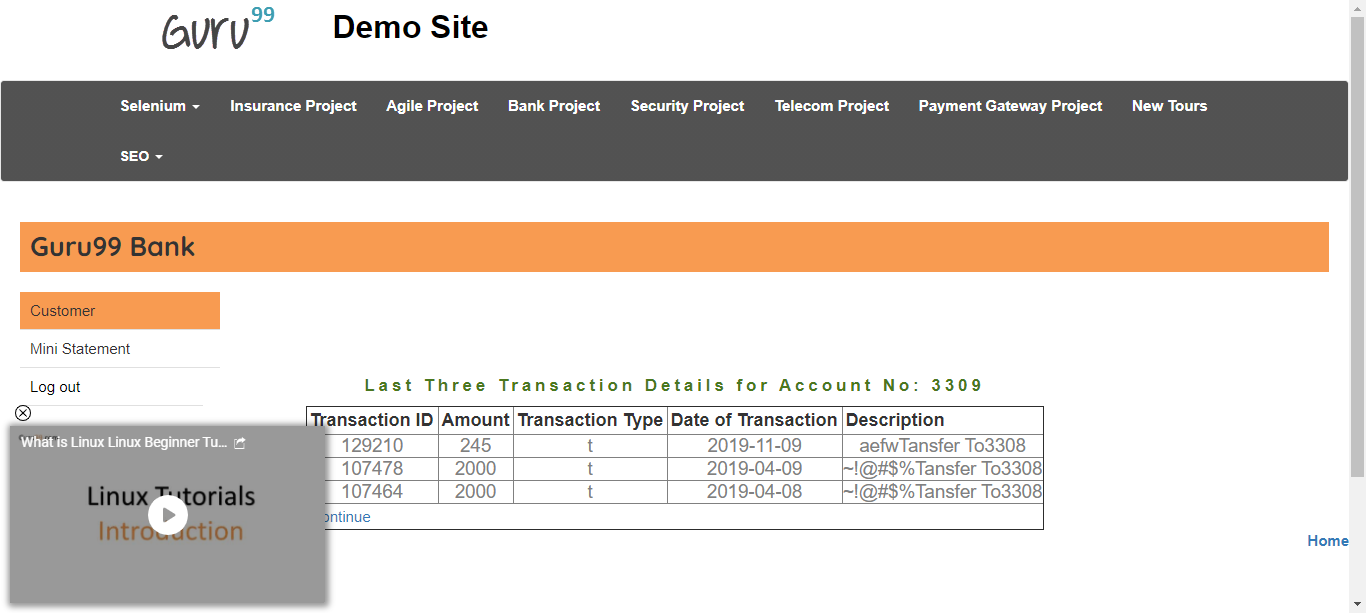 Guru99
Demo Site
Selenium
Insurance Project
Agile Project
Bank Project
Security Project
Telecom Project
Payment Gateway Project
New Tours
SEO
Guru99 Bank
Customer
Mini Statement
Log out
Last Three Transaction Details for Account No: 3309
Transaction ID Amount Transaction Type Date of Transaction Description
129210 245 t 2019-11-09 aefwTansfer To3308
107478 2000 t 2019-04-09 ~!@#$%Tansfer To3308
107464 2000 t 2019-04-08 ~!@#$%Tansfer To3308
ontinue
What is Linux Linux Beginner Tu...
Linux Tutorials
Introduction
Home